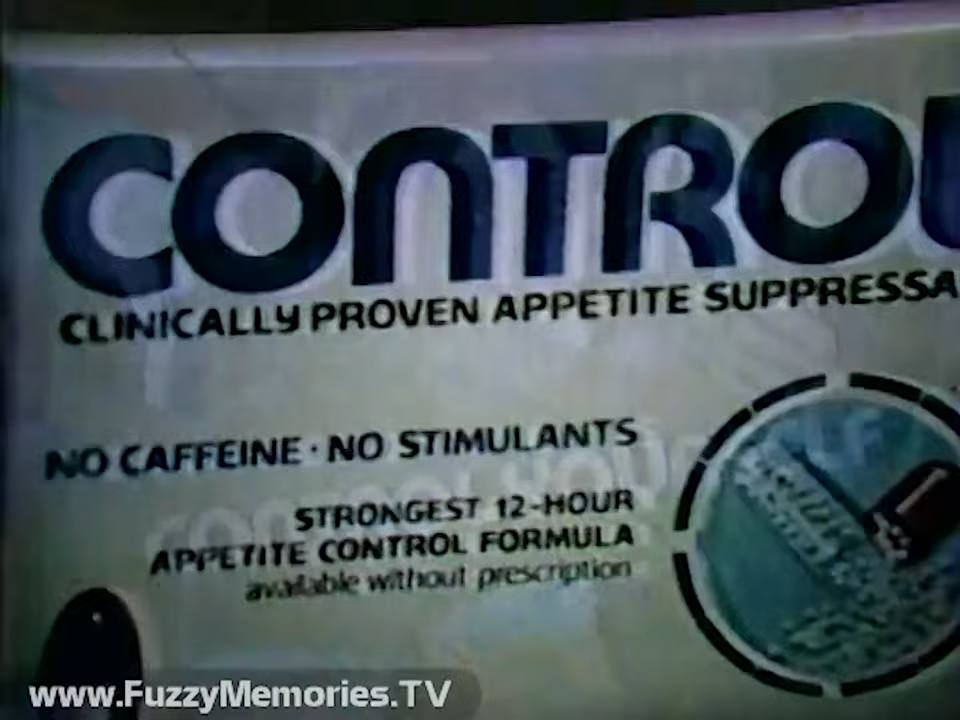 CONTROL
CLINICALLY PROVEN APPETITE SUPPRESSA
NO CAFFEINE · NO STIMULANTS
STRONGEST 12-HOUR
APPETITE CONTROL FORMULA
available without prescription
www.FuzzyMemories.TV